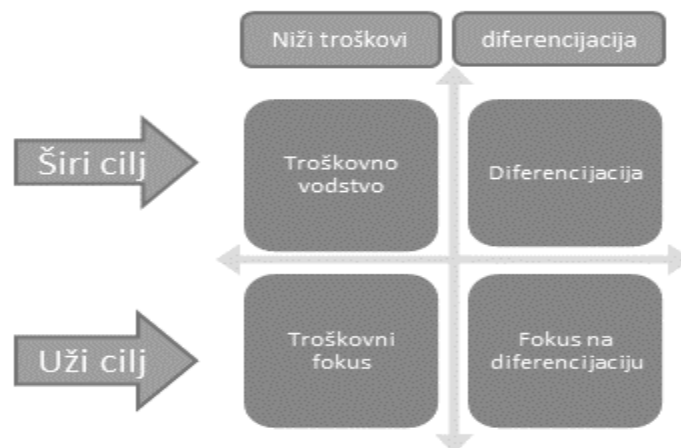 Niži troškovi
diferencijacija
Širi cilj
Troškovno
vodstvo
Diferencijacija
Uži cilj
Troškovni
fokus
Fokus na
diferencijaciju